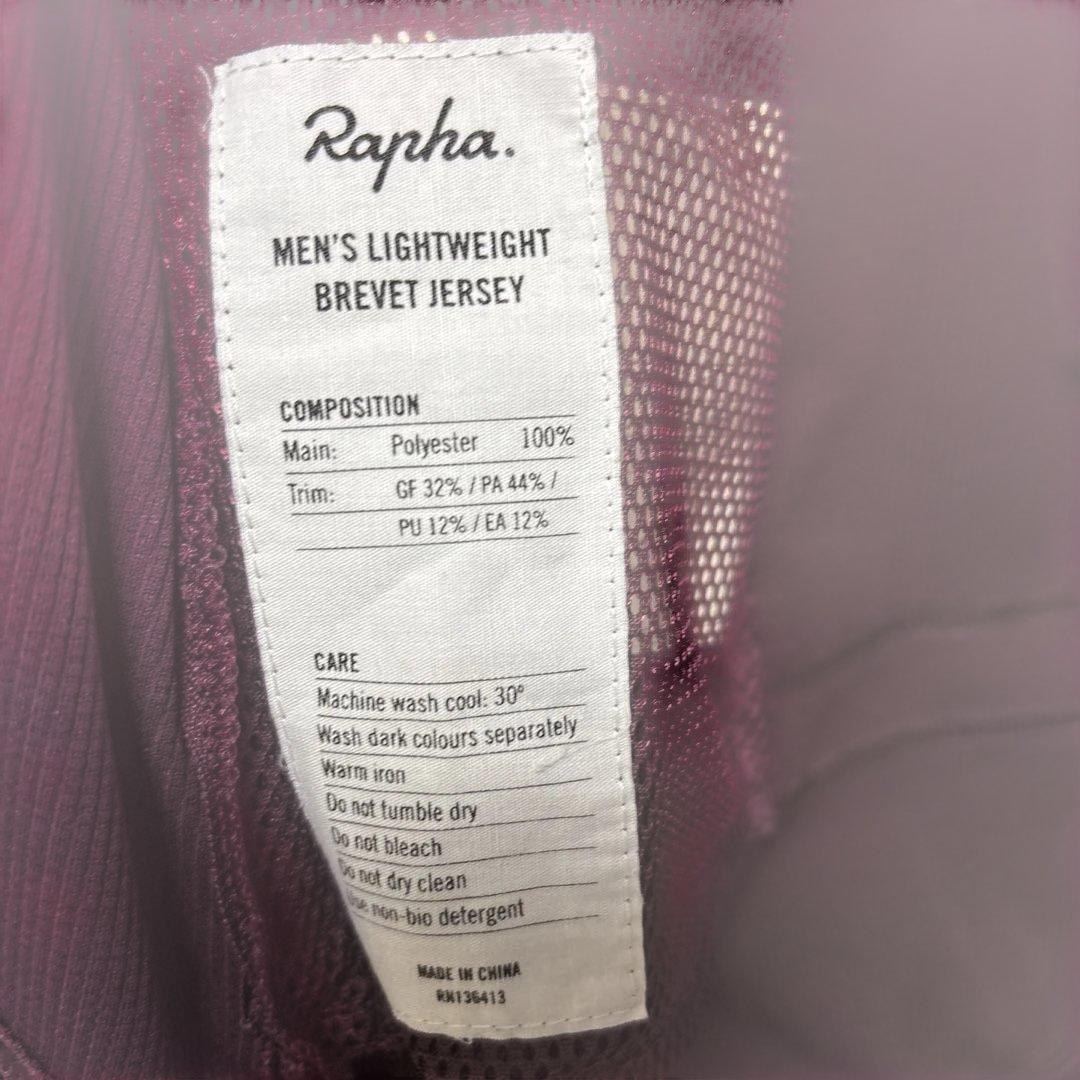 Rapha.
MEN'S LIGHTWEIGHT
BREVET JERSEY
COMPOSITION
Main: Polyester 100%
Trim: GF 32% / PA 44% /
PU 12% / EA 12%
CARE
Machine wash cool: 30°
Wash dark colours separately
Warm iron
Do not tumble dry
Do not bleach
Do not dry clean
Use non-bio detergent
MADE IN CHINA
RN136413